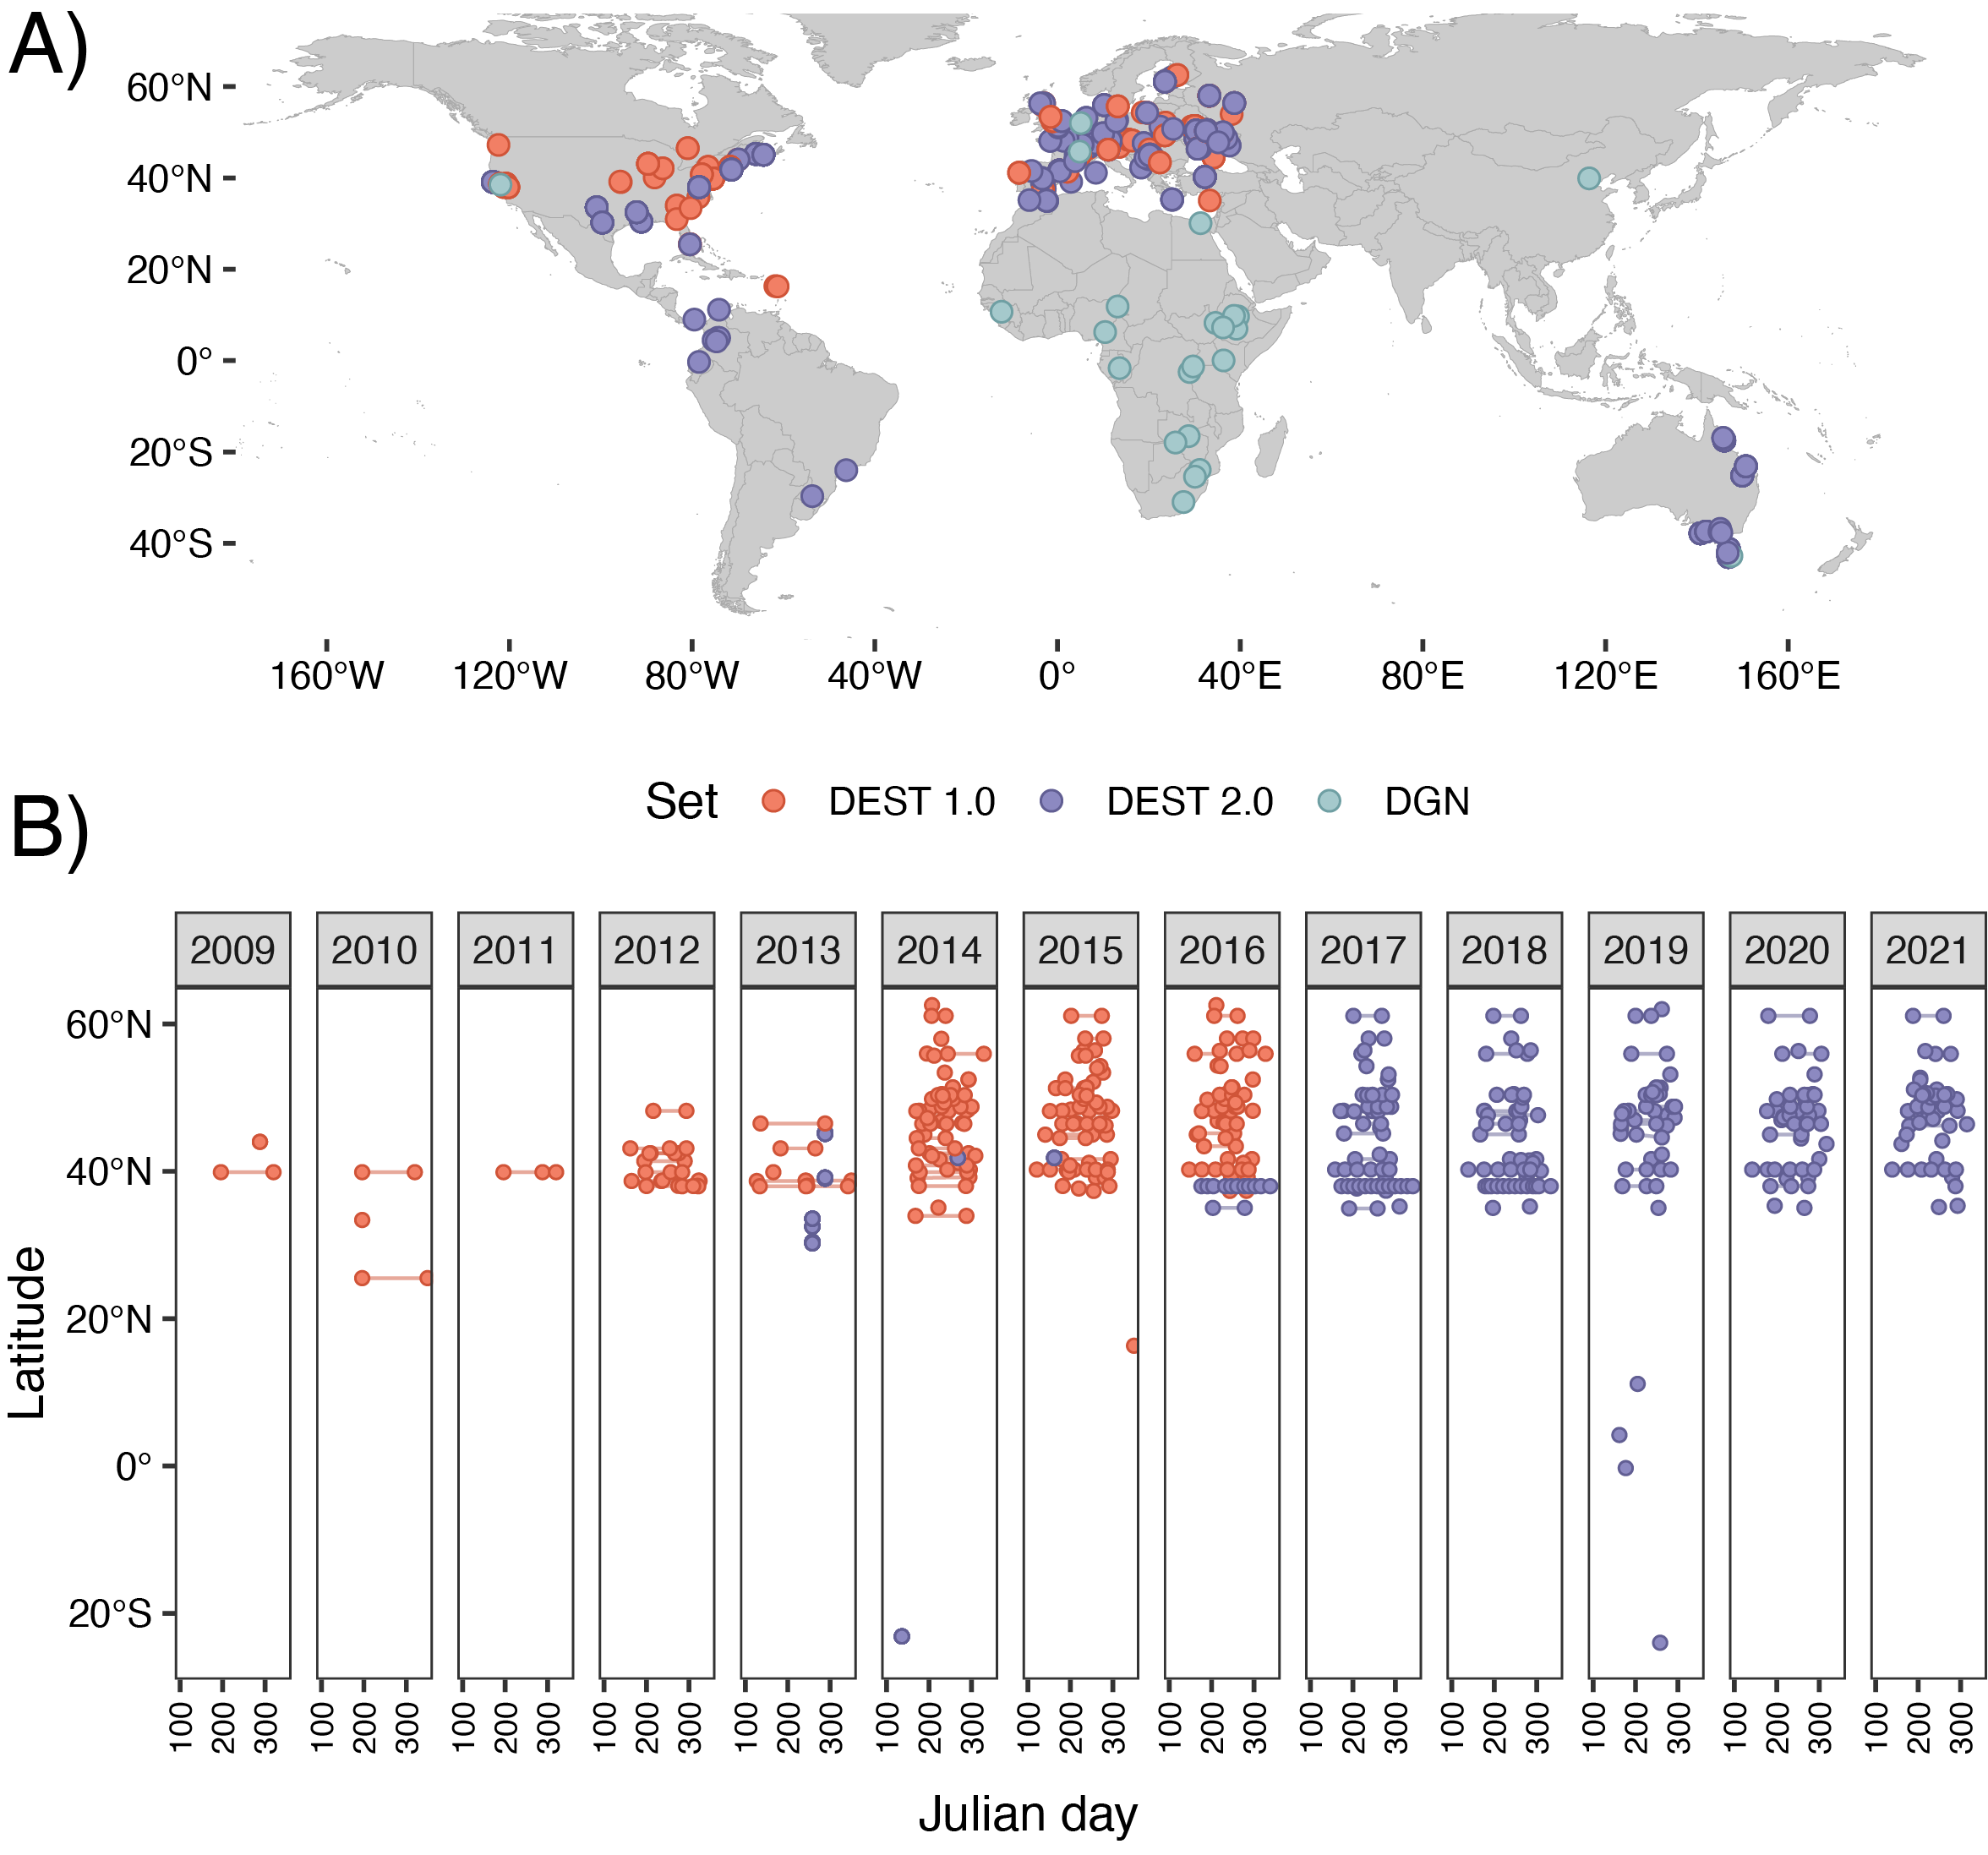 A)
60°N
40°N
20°N
0°
20°S
40°S
160°W 120°W 80°W 40°W 0° 40°E 80°E 120°E 160°E
Set DEST 1.0 DEST 2.0 DGN
B)
2009 2010 2011 2012 2013 2014 2015 2016 2017 2018 2019 2020 2021
Latitude
60°N
40°N
20°N
0°
20°S
100 200 300 100 200 300 100 200 300 100 200 300 100 200 300 100 200 300 100 200 300 100 200 300 100 200 300 100 200 300 100 200 300 100 200 300 100 200 300
Julian day